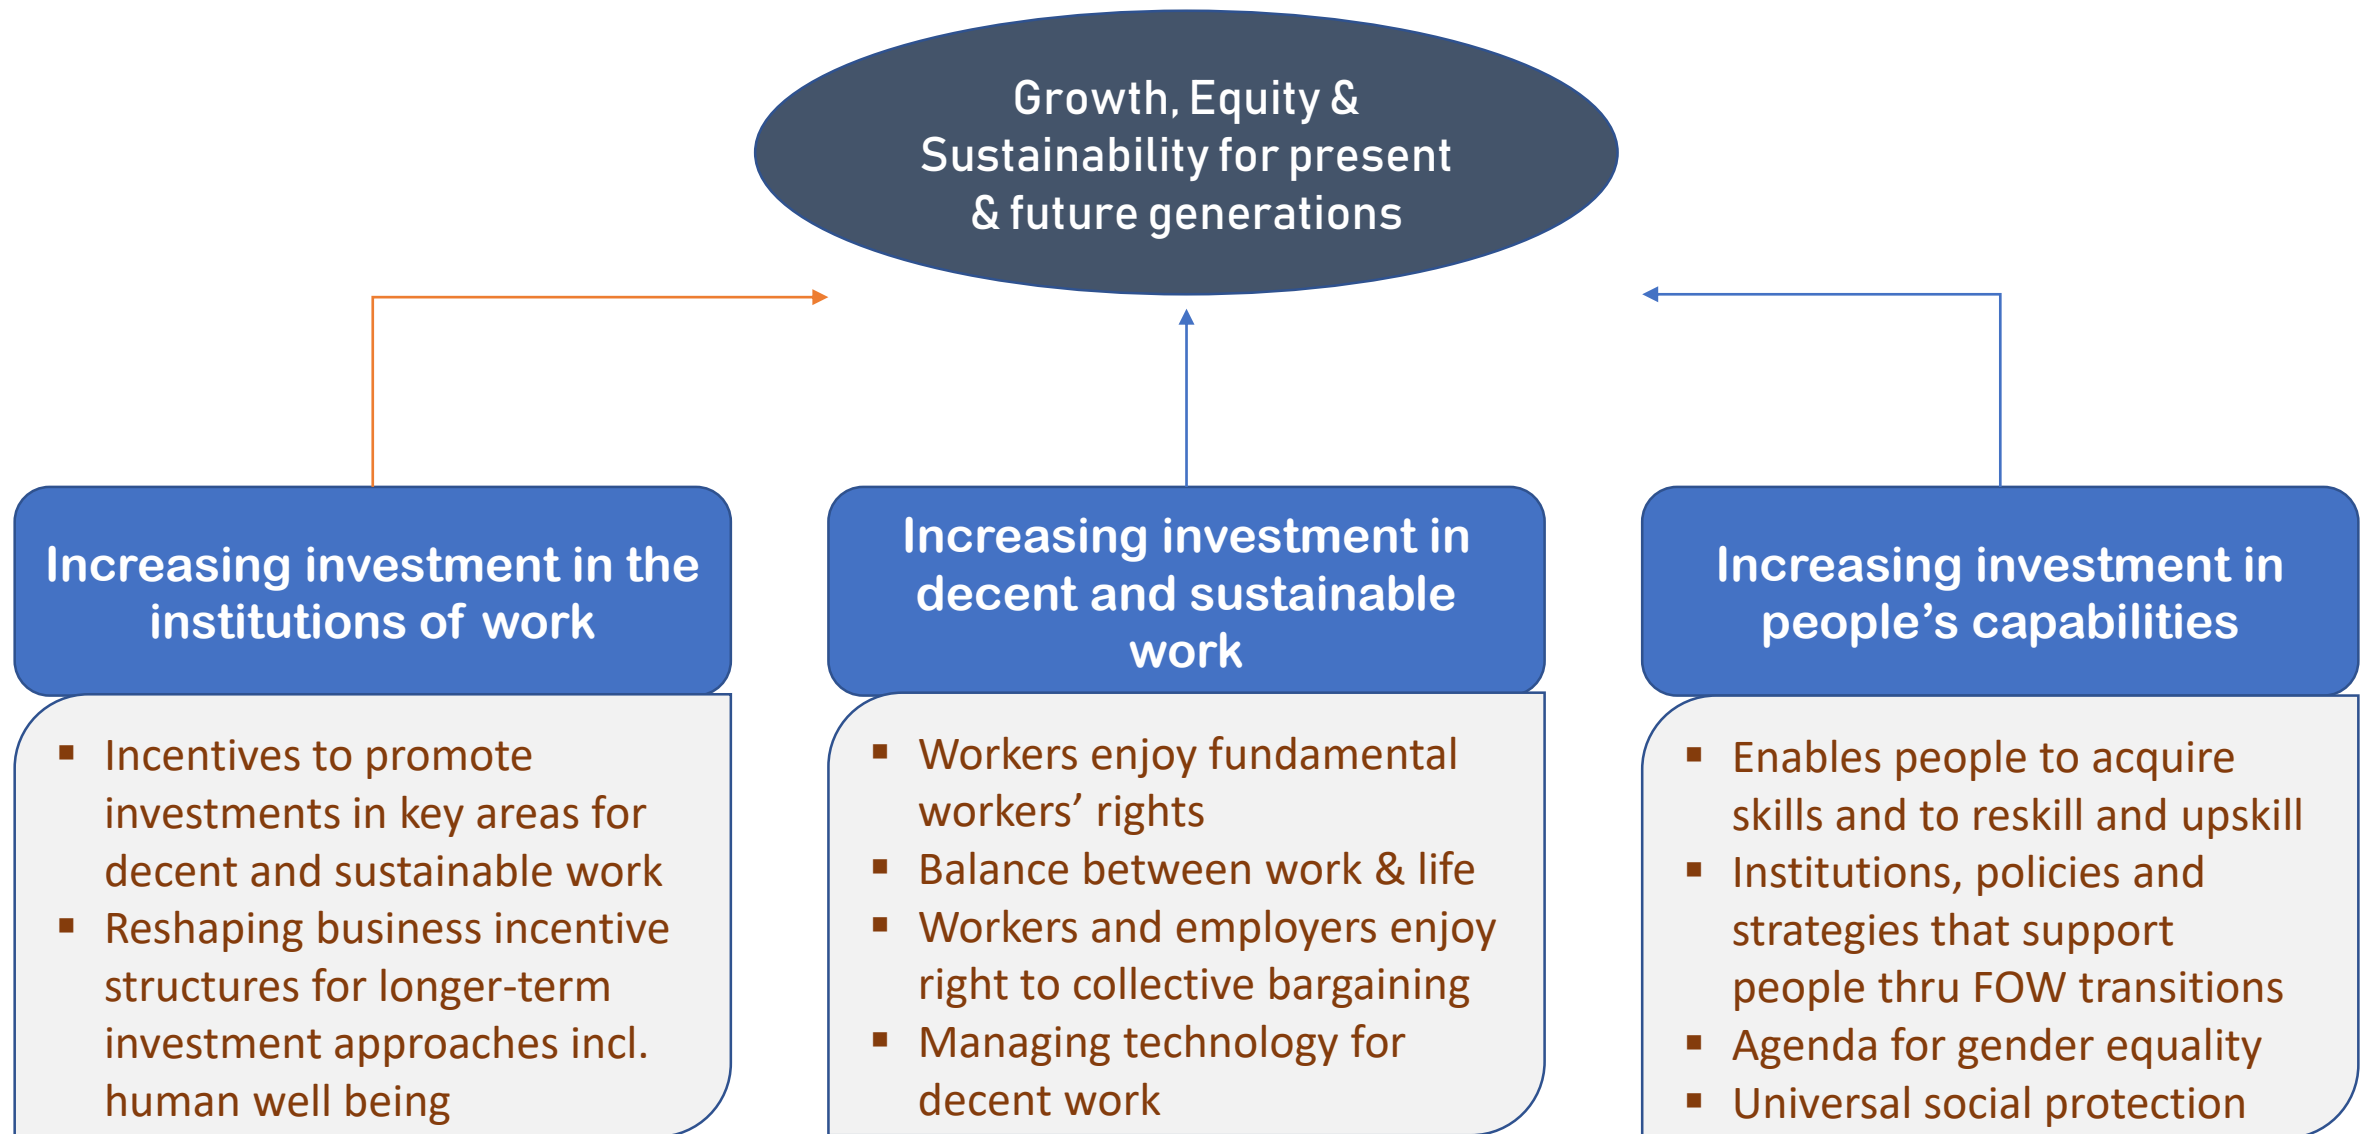 Growth, Equity &
Sustainability for present
& future generations
Increasing investment in the
institutions of work
▪ Incentives to promote
investments in key areas for
decent and sustainable work
▪ Reshaping business incentive
structures for longer-term
investment approaches incl.
human well being
Increasing investment in
decent and sustainable
work
▪ Workers enjoy fundamental
workers’ rights
▪ Balance between work & life
▪ Workers and employers enjoy
right to collective bargaining
▪ Managing technology for
decent work
Increasing investment in
people’s capabilities
▪ Enables people to acquire
skills and to reskill and upskill
▪ Institutions, policies and
strategies that support
people thru FOW transitions
▪ Agenda for gender equality
▪ Universal social protection